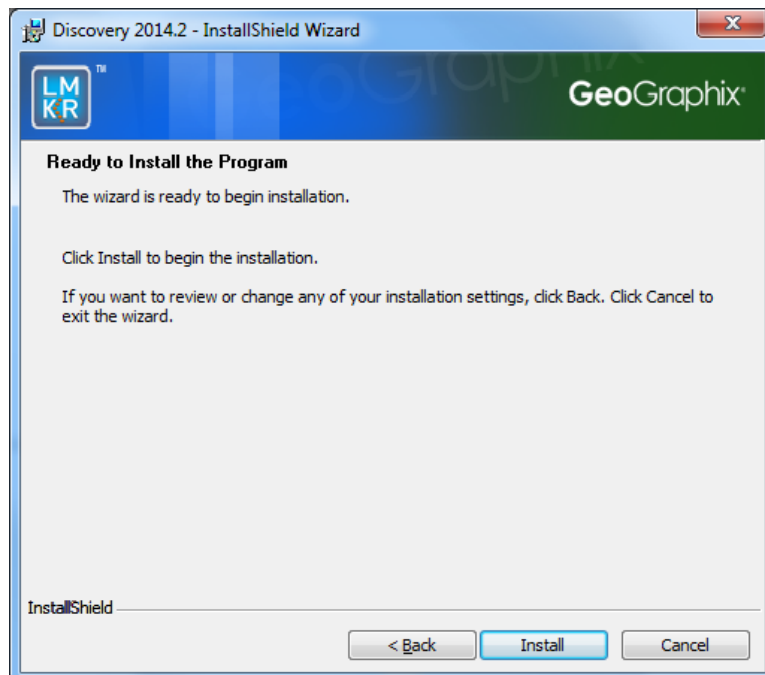 Discovery 2014.2 - InstallShield Wizard
LM
KR
TM
GeoGraphix
GeoGraphix
Ready to Install the Program
The wizard is ready to begin installation.
Click Install to begin the installation.
If you want to review or change any of your installation settings, click Back. Click Cancel to
exit the wizard.
InstallShield
< Back
Install
Cancel